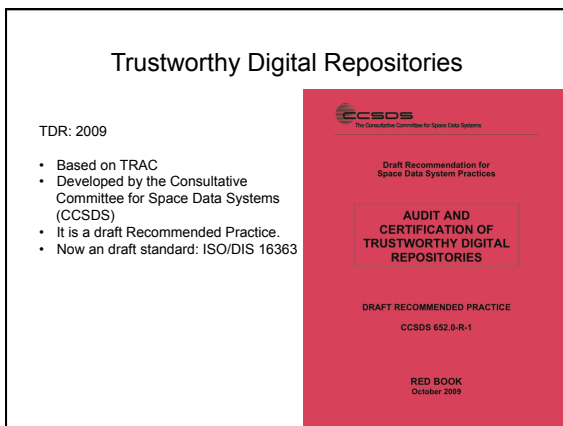 Trustworthy Digital Repositories
TDR: 2009
• Based on TRAC
• Developed by the Consultative
Committee for Space Data Systems
(CCSDS)
• It is a draft Recommended Practice.
• Now an draft standard: ISO/DIS 16363
CCSDS
The Consultative Committee for Space Data Systems
Draft Recommendation for
Space Data System Practices
AUDIT AND
CERTIFICATION OF
TRUSTWORTHY DIGITAL
REPOSITORIES
DRAFT RECOMMENDED PRACTICE
CCSDS 652.0-R-1
RED BOOK
October 2009